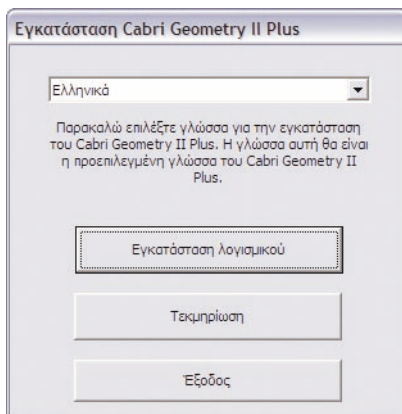 Εγκατάσταση Cabri Geometry II Plus
Ελληνικά
Παρακαλώ επιλέξτε γλώσσα για την εγκατάσταση
του Cabri Geometry II Plus. Η γλώσσα αυτή θα είναι
η προεπιλεγμένη γλώσσα του Cabri Geometry II
Plus.
Εγκατάσταση λογισμικού
Τεκμηρίωση
Έξοδος